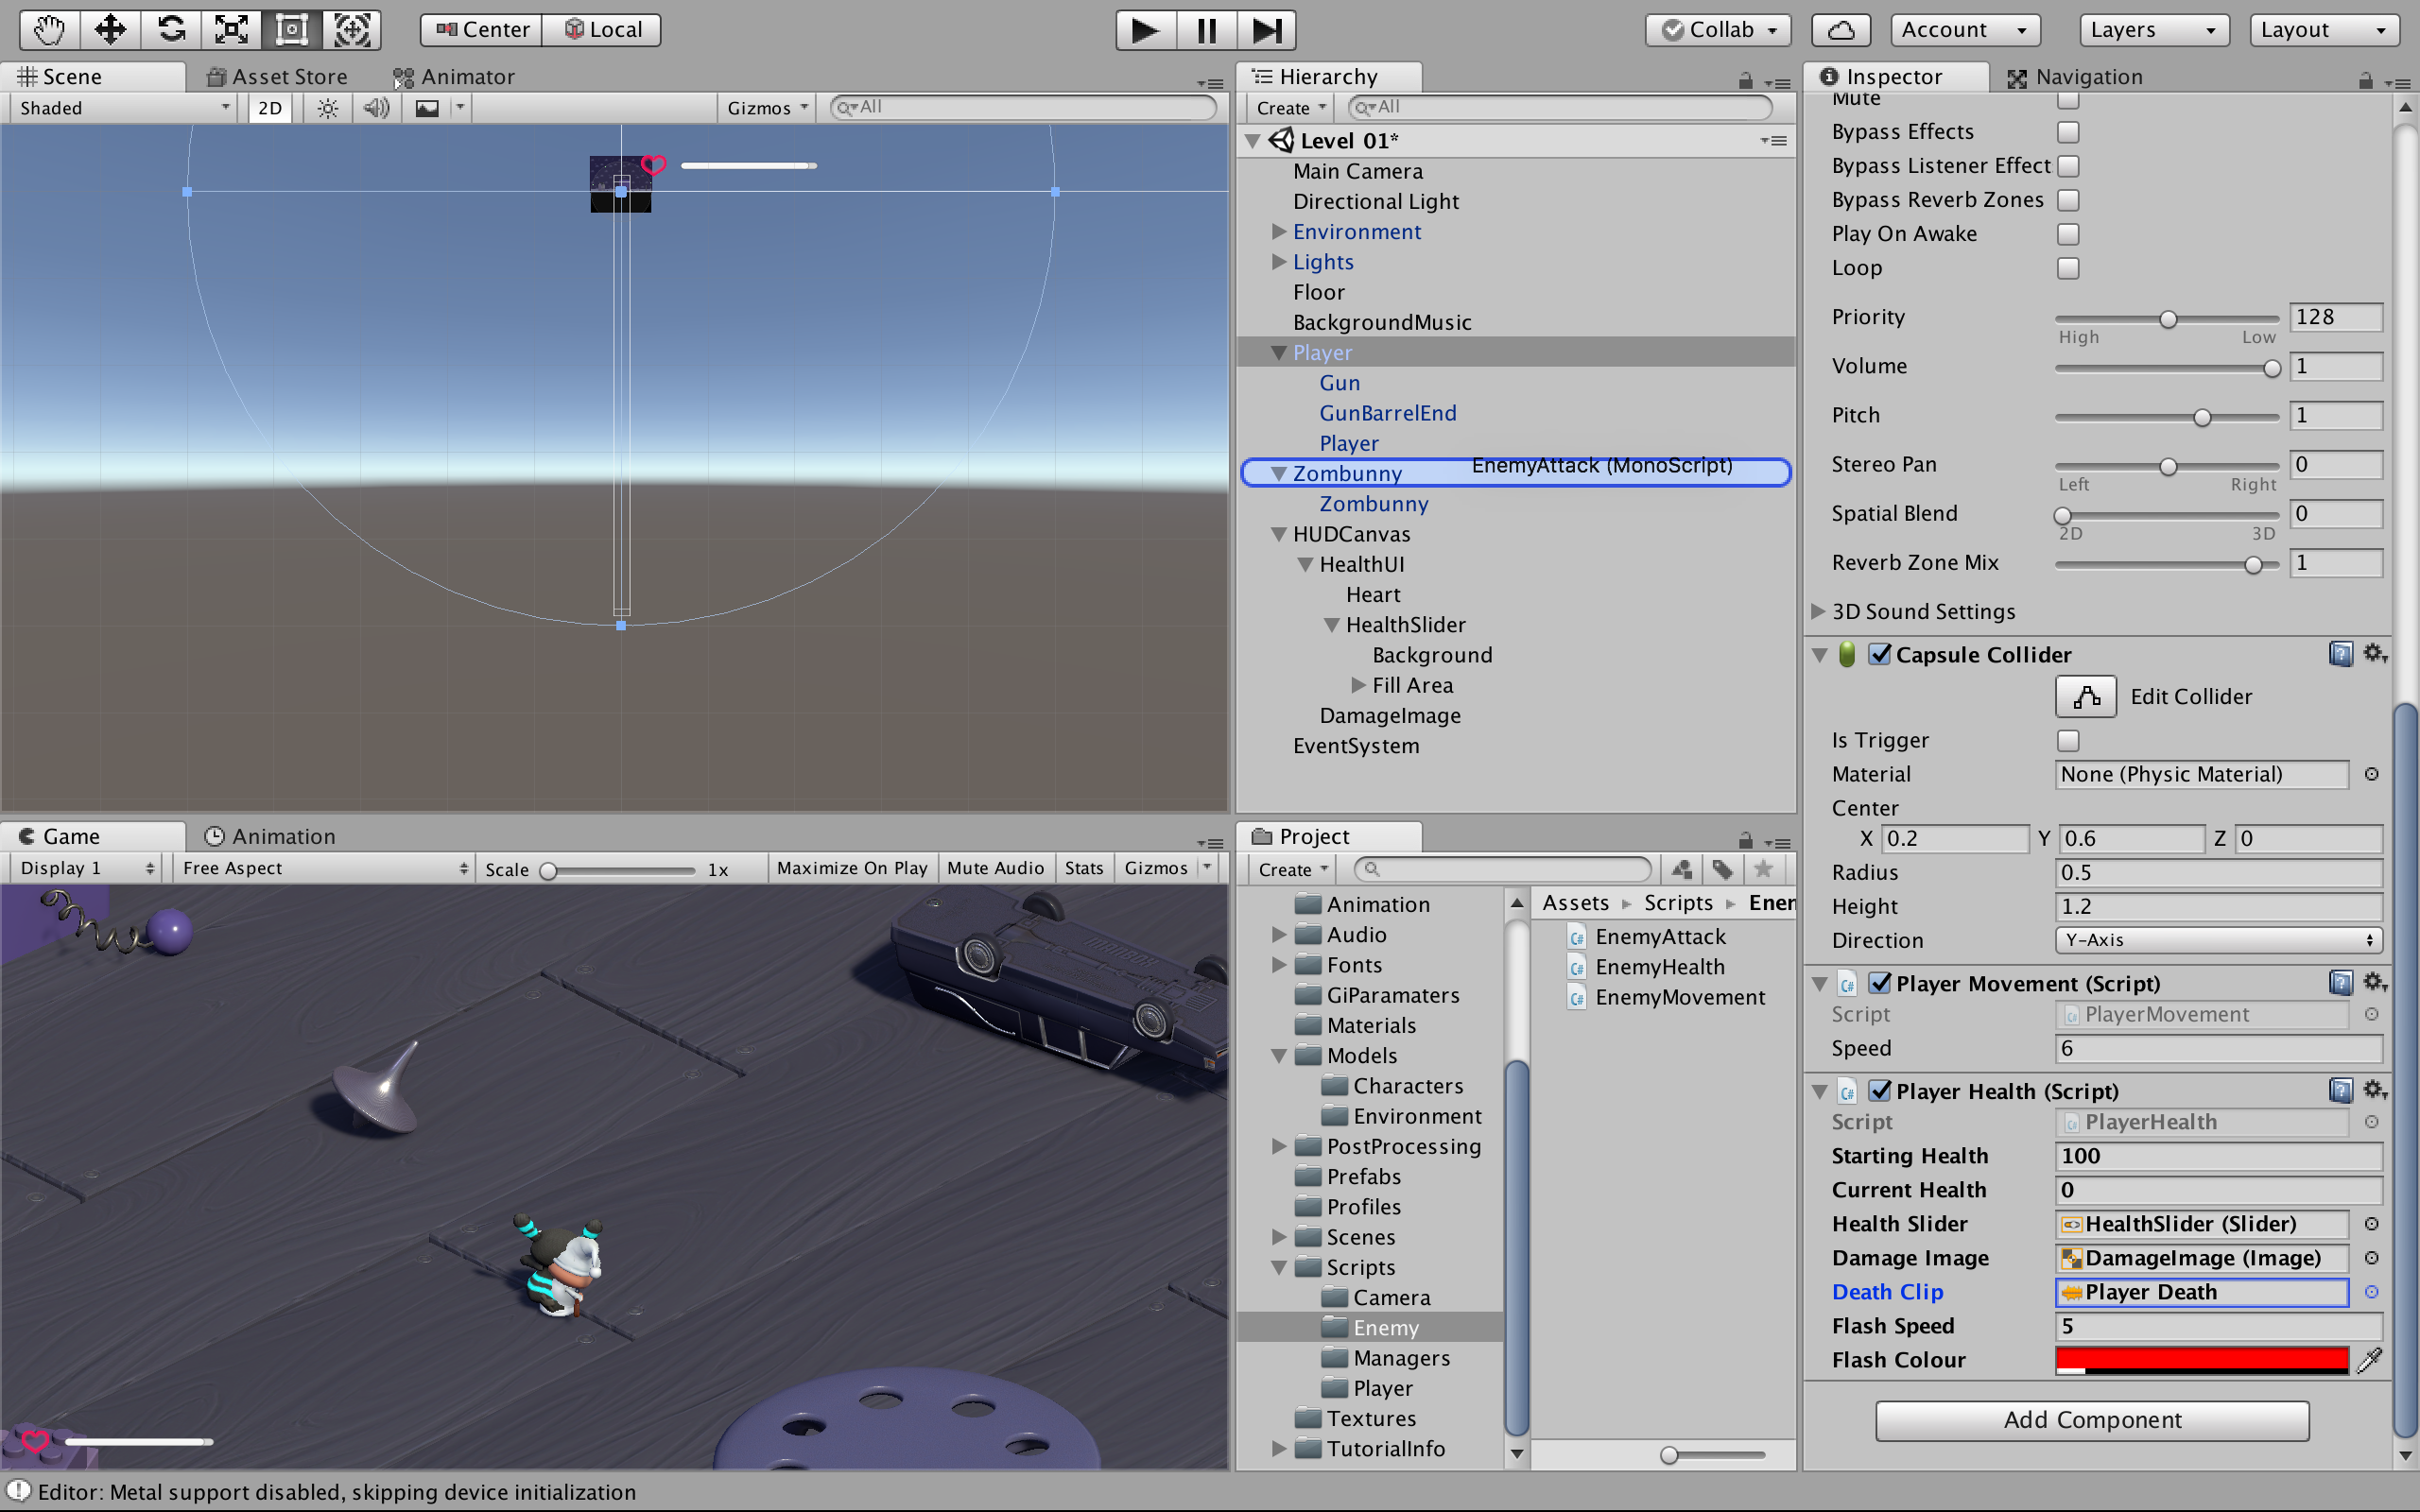 Center Local Collab Account Layers Layout
Scene Asset Store Animator
Shaded 2D Gizmos All
Hierarchy
Create All
Level 01*
Main Camera
Directional Light
Environment
Lights
Floor
BackgroundMusic
Player
Gun
GunBarrelEnd
Player
Zombunny EnemyAttack (MonoScript)
Zombunny
HUDCanvas
HealthUI
Heart
HealthSlider
Background
Fill Area
DamageImage
EventSystem
Game Animation
Display 1 Free Aspect Scale 1x Maximize On Play Mute Audio Stats Gizmos
Project
Create
Animation
Audio
Fonts
GiParamaters
Materials
Models
Characters
Environment
PostProcessing
Prefabs
Profiles
Scenes
Scripts
Camera
Enemy
Managers
Player
Textures
TutorialInfo
Assets Scripts Ener
EnemyAttack
EnemyHealth
EnemyMovement
Inspector Navigation
Mute
Bypass Effects
Bypass Listener Effect
Bypass Reverb Zones
Play On Awake
Loop
Priority 128
High Low
Volume 1
Pitch 1
Stereo Pan 0
Left Right
Spatial Blend 0
2D 3D
Reverb Zone Mix 1
3D Sound Settings
Capsule Collider
Edit Collider
Is Trigger
Material None (Physic Material)
Center
X 0.2 Y 0.6 Z 0
Radius 0.5
Height 1.2
Direction Y-Axis
Player Movement (Script)
Script PlayerMovement
Speed 6
Player Health (Script)
Script PlayerHealth
Starting Health 100
Current Health 0
Health Slider HealthSlider (Slider)
Damage Image DamageImage (Image)
Death Clip Player Death
Flash Speed 5
Flash Colour
Add Component
Editor: Metal support disabled, skipping device initialization